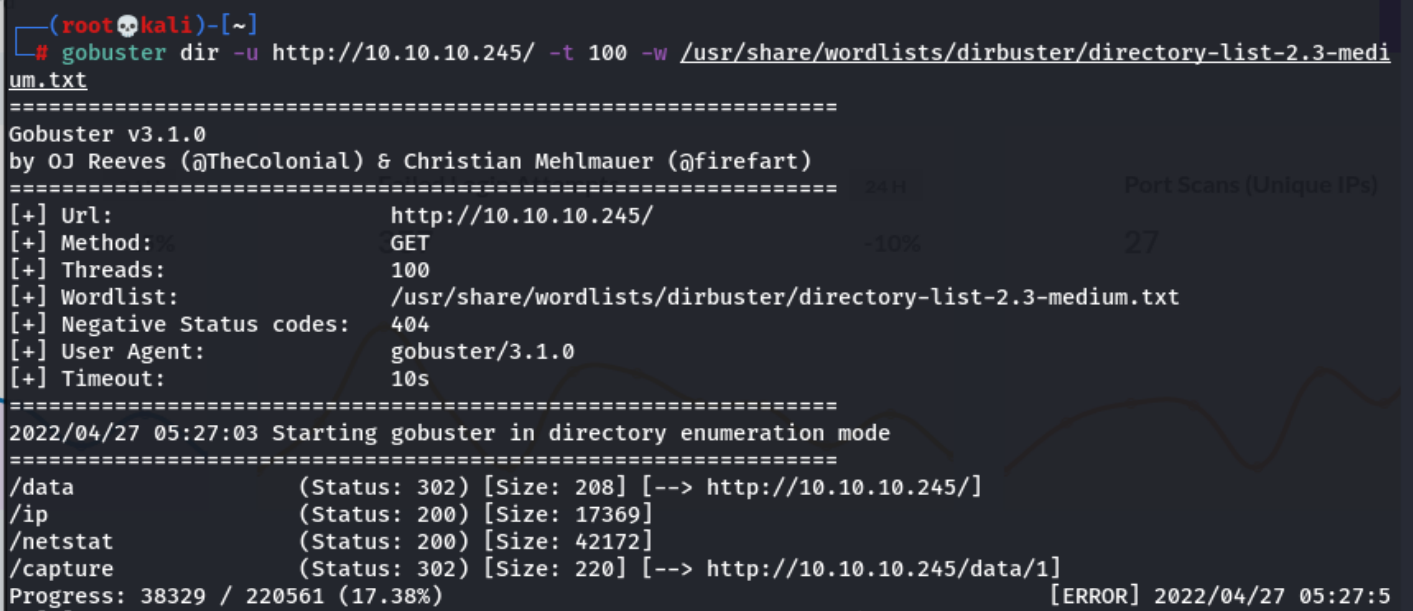 ┌──(root💀kali)-[~]
└─# gobuster dir -u http://10.10.10.245/ -t 100 -w /usr/share/wordlists/dirbuster/directory-list-2.3-medi
um.txt
===============================================================
Gobuster v3.1.0
by OJ Reeves (@TheColonial) & Christian Mehlmauer (@firefart)
===============================================================
Failed Login Attempts 24 H Port Scans (Unique IPs)
[+] Url: http://10.10.10.245/
[+] Method: GET
% -10% 27
[+] Threads: 100
[+] Wordlist: /usr/share/wordlists/dirbuster/directory-list-2.3-medium.txt
[+] Negative Status codes: 404
[+] User Agent: gobuster/3.1.0
[+] Timeout: 10s
===============================================================
2022/04/27 05:27:03 Starting gobuster in directory enumeration mode
===============================================================
/data (Status: 302) [Size: 208] [--> http://10.10.10.245/]
/ip (Status: 200) [Size: 17369]
/netstat (Status: 200) [Size: 42172]
/capture (Status: 302) [Size: 220] [--> http://10.10.10.245/data/1]
Progress: 38329 / 220561 (17.38%) [ERROR] 2022/04/27 05:27:5